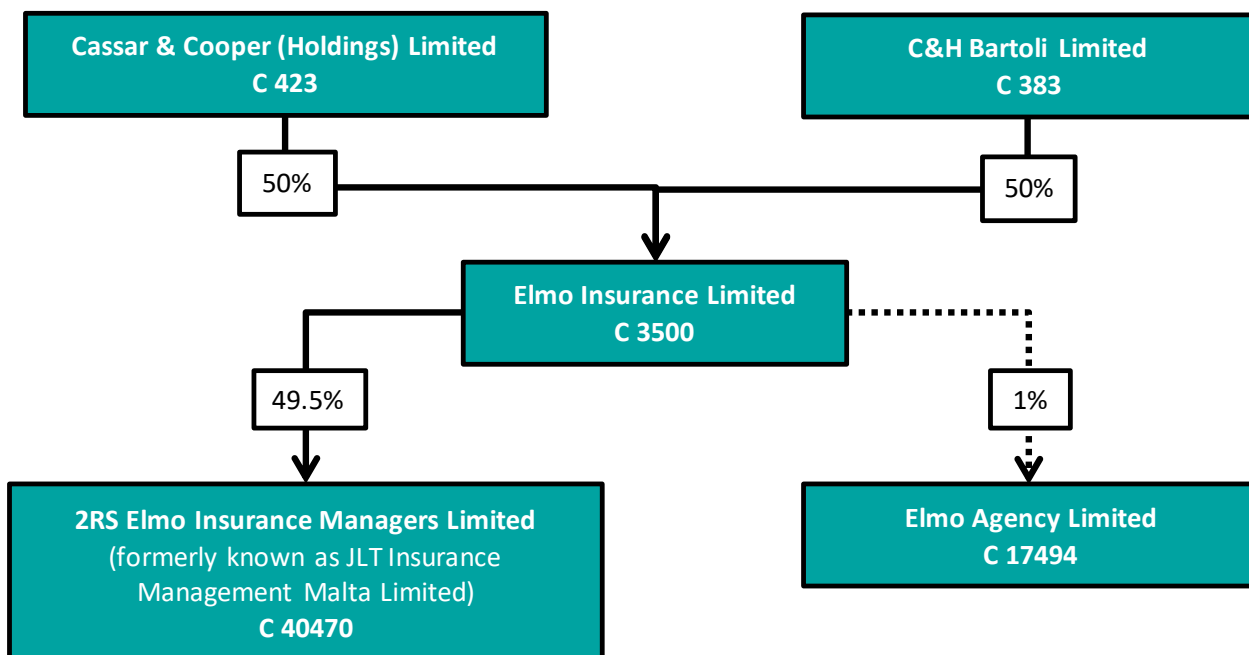 Cassar & Cooper (Holdings) Limited
C 423
C&H Bartoli Limited
C 383
50%
50%
Elmo Insurance Limited
C 3500
49.5%
1%
2RS Elmo Insurance Managers Limited
(formerly known as JLT Insurance
Management Malta Limited)
C 40470
Elmo Agency Limited
C 17494